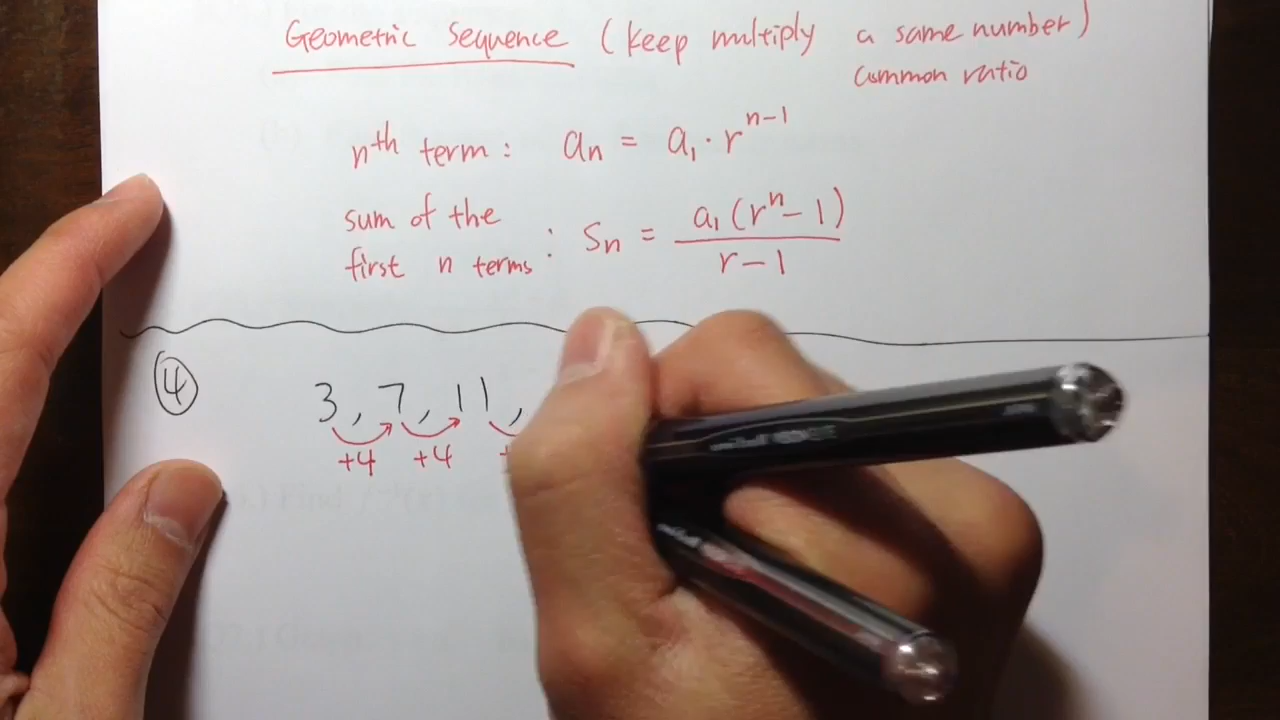 Geometric Sequence (keep multiply a same number)
common ratio
nth term: an = a1 · r^n-1
sum of the
first n terms : Sn = a1 (r^n - 1)
r - 1
④ 3, 7, 11,
+4 +4 +